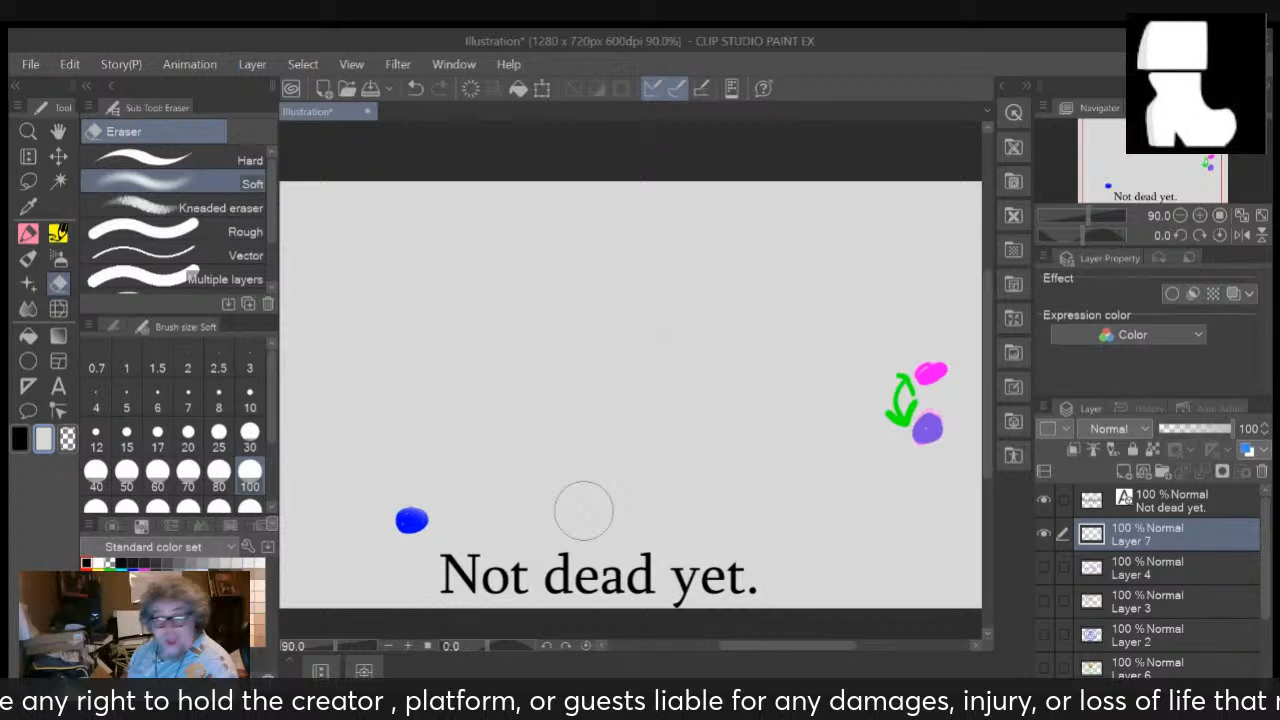 Illustration* (1280 x 720px 600dpi 90.0%) - CLIP STUDIO PAINT EX
File Edit Story(P) Animation Layer Select View Filter Window Help
Tool
Sub Tool: Eraser
Illustration*
Navigator
Eraser
Hard
Soft
Kneaded eraser
Rough
Vector
Multiple layers
Not dead yet.
90.0
0.0
Layer Property
Effect
Expression color
Color
Brush size: Soft
0.7 1 1.5 2 2.5 3
4 5 6 7 8 10
12 15 17 20 25 30
40 50 60 70 80 100
Standard color set
Not dead yet.
90.0 0.0
Layer History
Normal 100
100 % Normal
Not dead yet.
100 % Normal
Layer 7
100 % Normal
Layer 4
100 % Normal
Layer 3
100 % Normal
Layer 2
100 % Normal
Layer 6
e any right to hold the creator , platform, or guests liable for any damages, injury, or loss of life that